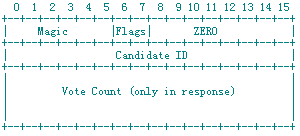 0 1 2 3 4 5 6 7 8 9 10 11 12 13 14 15
+--+--+--+--+--+--+--+--+--+--+--+--+--+--+--+--+
| Magic |Flags| ZERO |
+--+--+--+--+--+--+--+--+--+--+--+--+--+--+--+--+
| Candidate ID |
+--+--+--+--+--+--+--+--+--+--+--+--+--+--+--+--+
| Vote Count (only in response) |
+--+--+--+--+--+--+--+--+--+--+--+--+--+--+--+--+